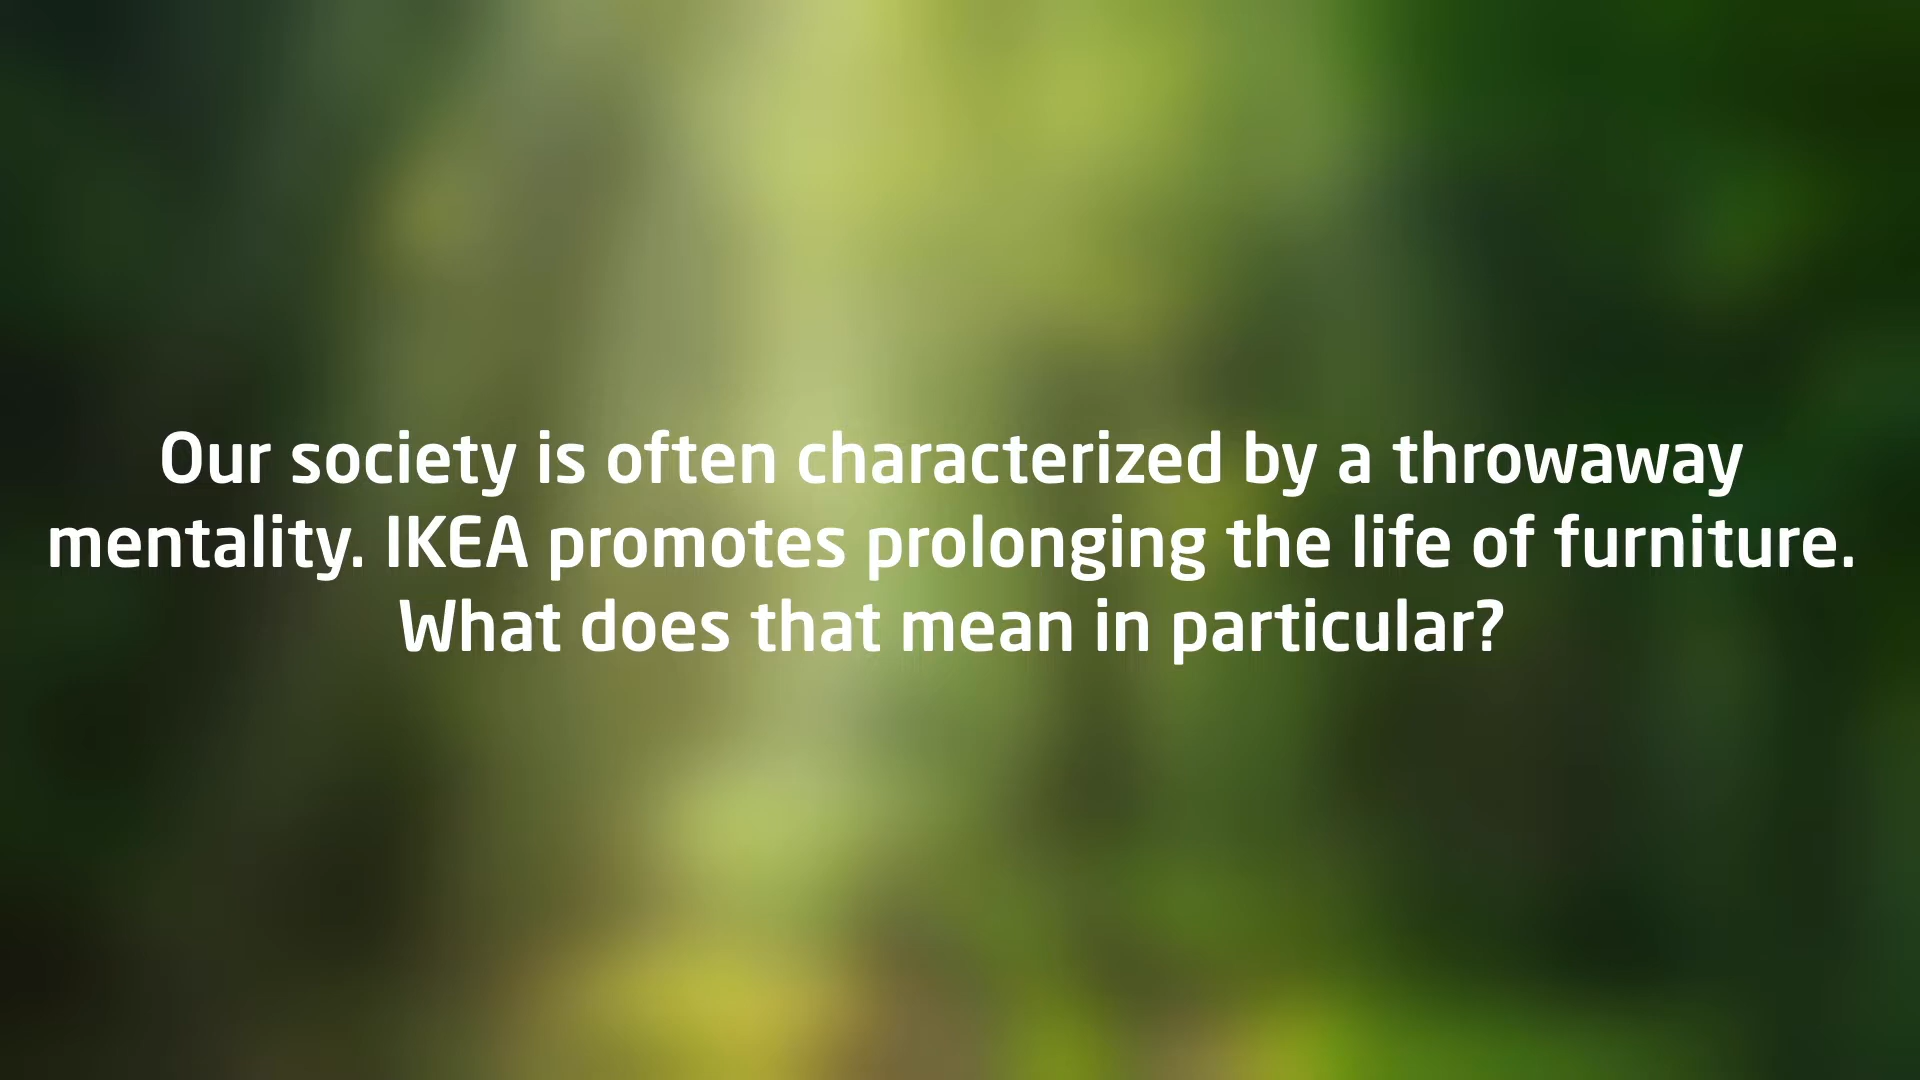 Our society is often characterized by a throwaway
mentality. IKEA promotes prolonging the life of furniture.
What does that mean in particular?